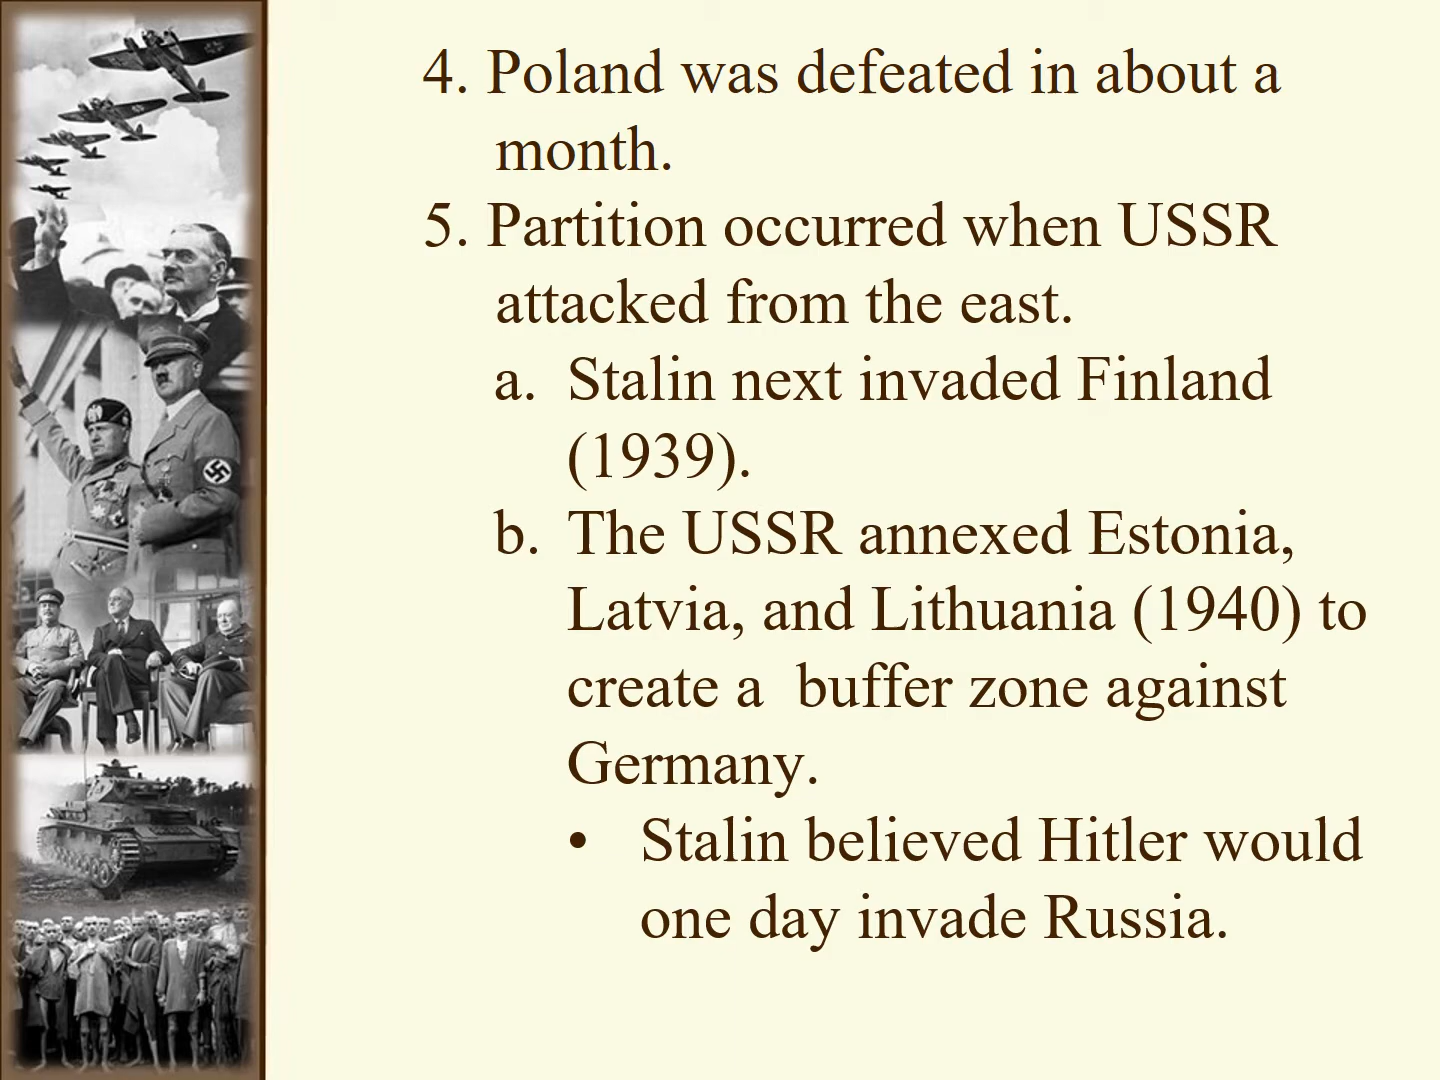 4. Poland was defeated in about a
month.
5. Partition occurred when USSR
attacked from the east.
a. Stalin next invaded Finland
(1939).
b. The USSR annexed Estonia,
Latvia, and Lithuania (1940) to
create a  buffer zone against
Germany.
• Stalin believed Hitler would
one day invade Russia.